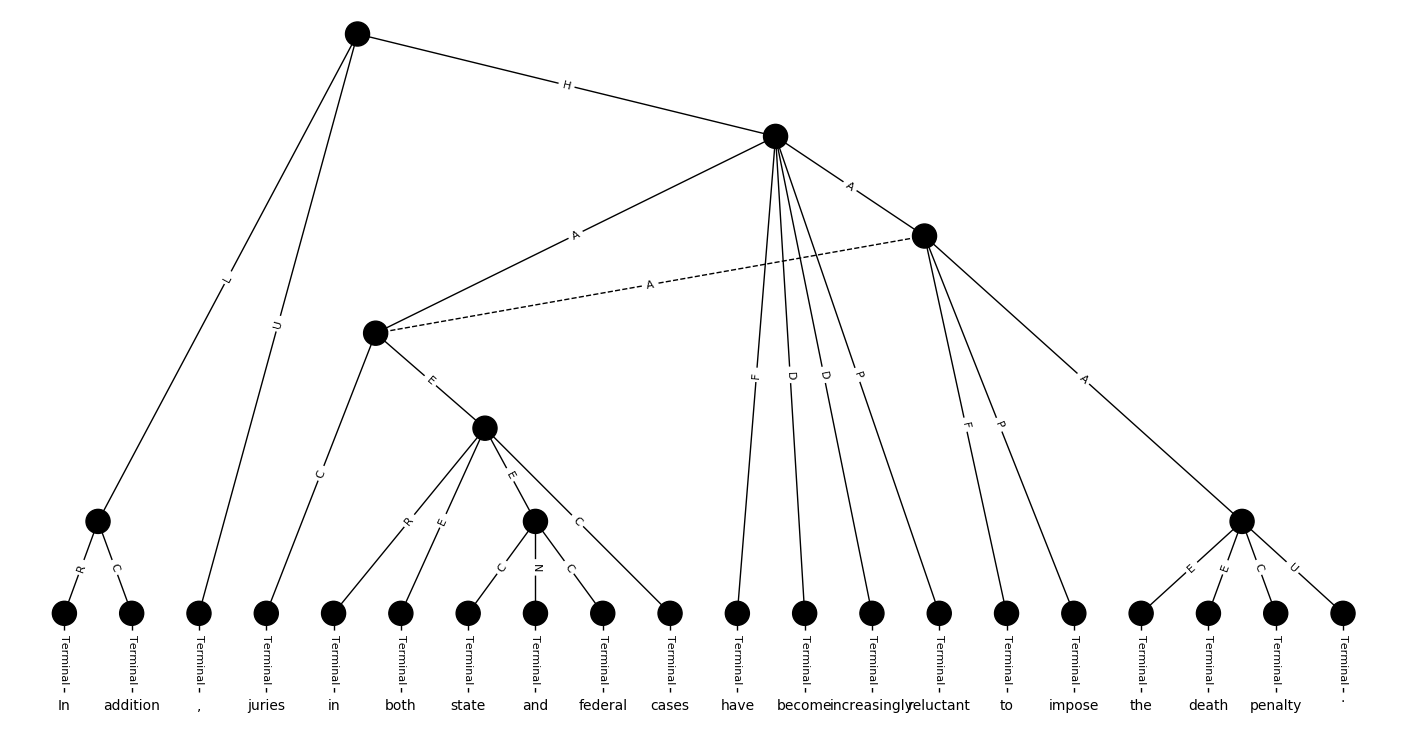 H
A
A
A
L
U
E
F
D
D
P
A
C
F
P
E
R
E
C
R
C
C
N
C
E
E
C
U
Terminal Terminal Terminal Terminal Terminal Terminal Terminal Terminal Terminal Terminal Terminal Terminal Terminal Terminal Terminal Terminal Terminal Terminal Terminal Terminal
In addition , juries in both state and federal cases have become increasingly reluctant to impose the death penalty .